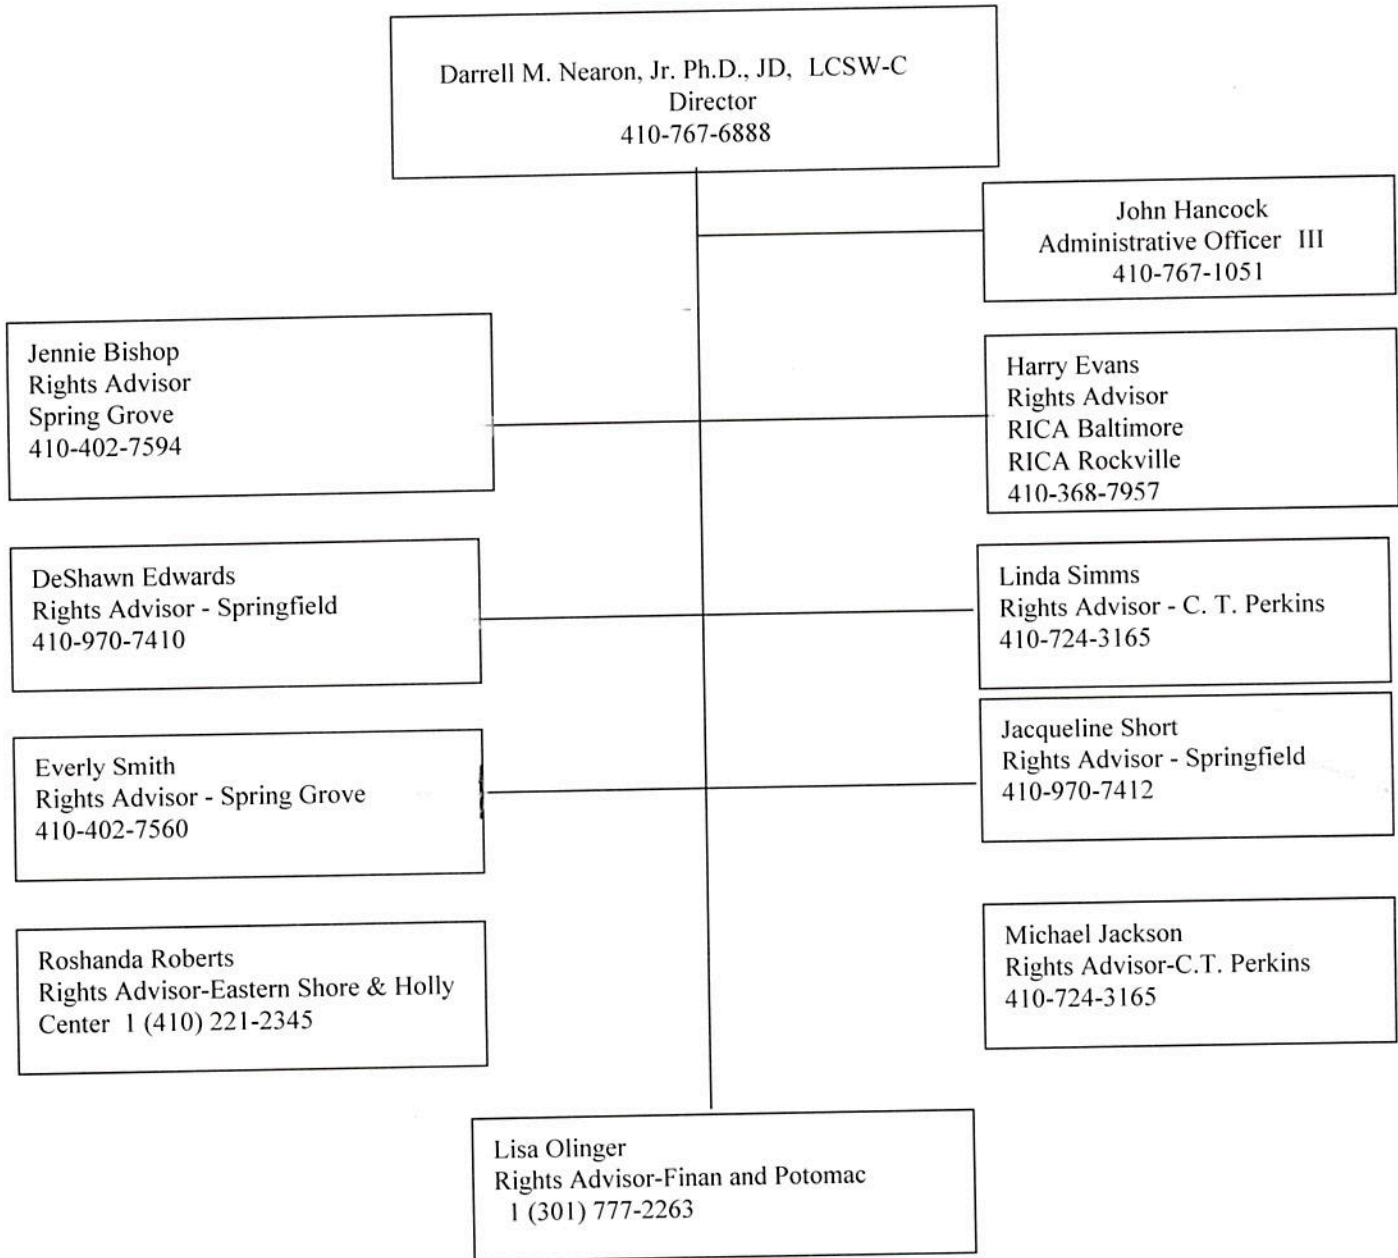 Darrell M. Nearon, Jr. Ph.D., JD, LCSW-C
Director
410-767-6888
John Hancock
Administrative Officer III
410-767-1051
Jennie Bishop
Rights Advisor
Spring Grove
410-402-7594
Harry Evans
Rights Advisor
RICA Baltimore
RICA Rockville
410-368-7957
DeShawn Edwards
Rights Advisor - Springfield
410-970-7410
Linda Simms
Rights Advisor - C. T. Perkins
410-724-3165
Everly Smith
Rights Advisor - Spring Grove
410-402-7560
Jacqueline Short
Rights Advisor - Springfield
410-970-7412
Roshanda Roberts
Rights Advisor-Eastern Shore & Holly
Center 1 (410) 221-2345
Michael Jackson
Rights Advisor-C.T. Perkins
410-724-3165
Lisa Olinger
Rights Advisor-Finan and Potomac
1 (301) 777-2263